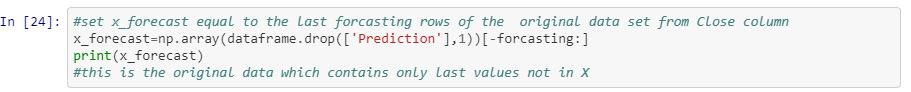 In [24]: #set x_forecast equal to the last forcasting rows of the  original data set from Close column
x_forecast=np.array(dataframe.drop(['Prediction'],1))[-forcasting:]
print(x_forecast)
#this is the original data which contains only last values not in X